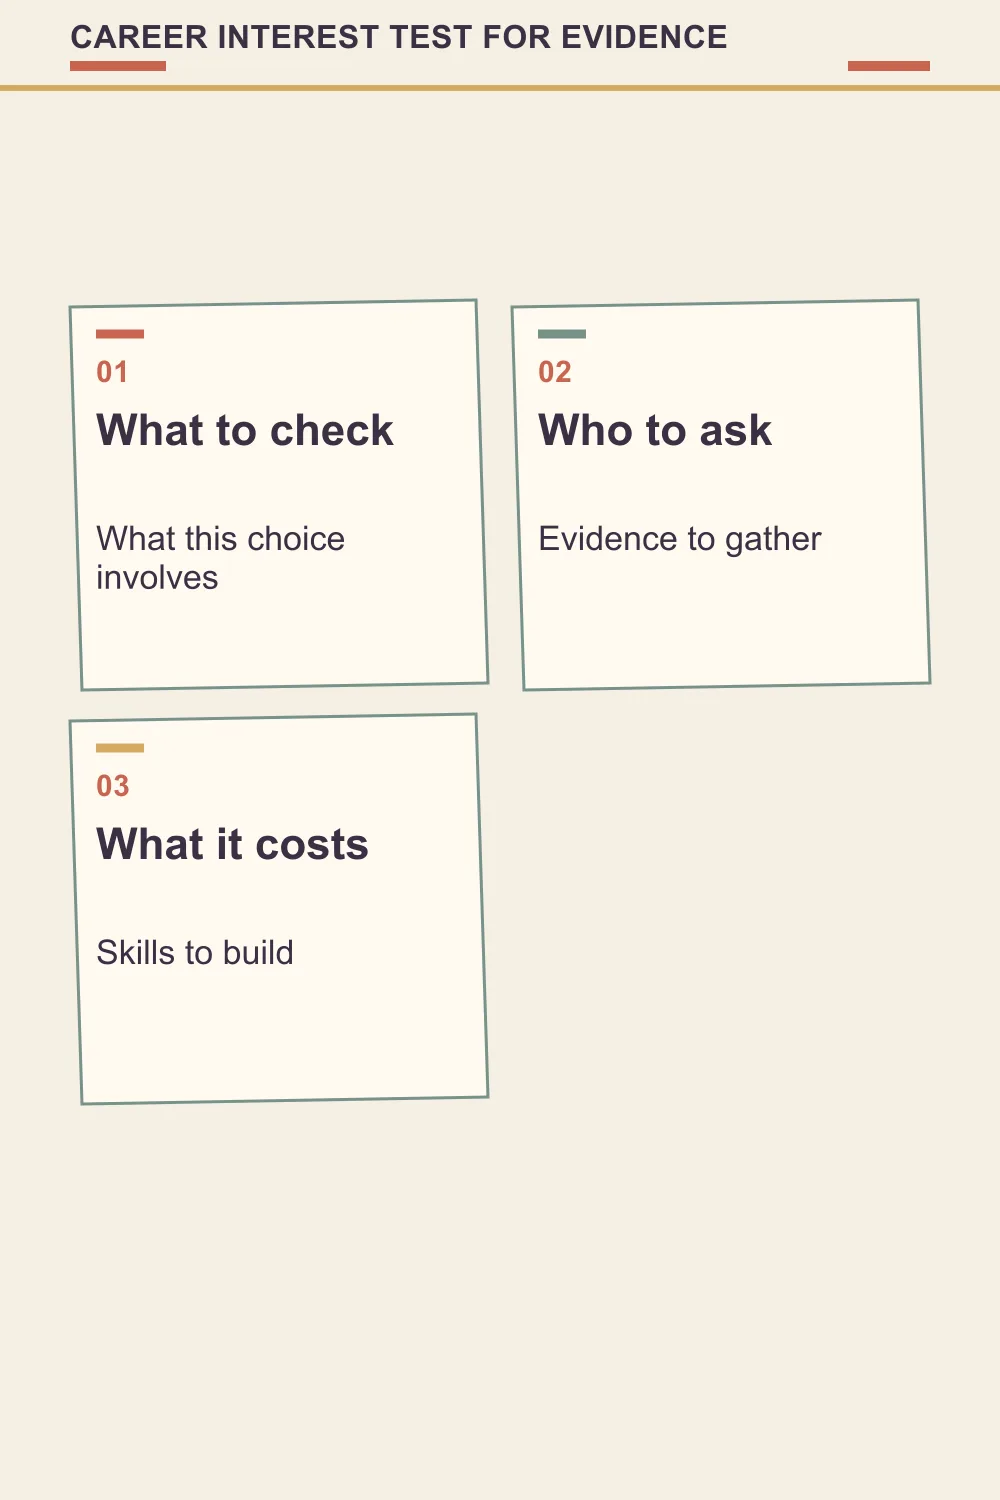 CAREER INTEREST TEST FOR EVIDENCE
01
What to check
What this choice
involves
02
Who to ask
Evidence to gather
03
What it costs
Skills to build